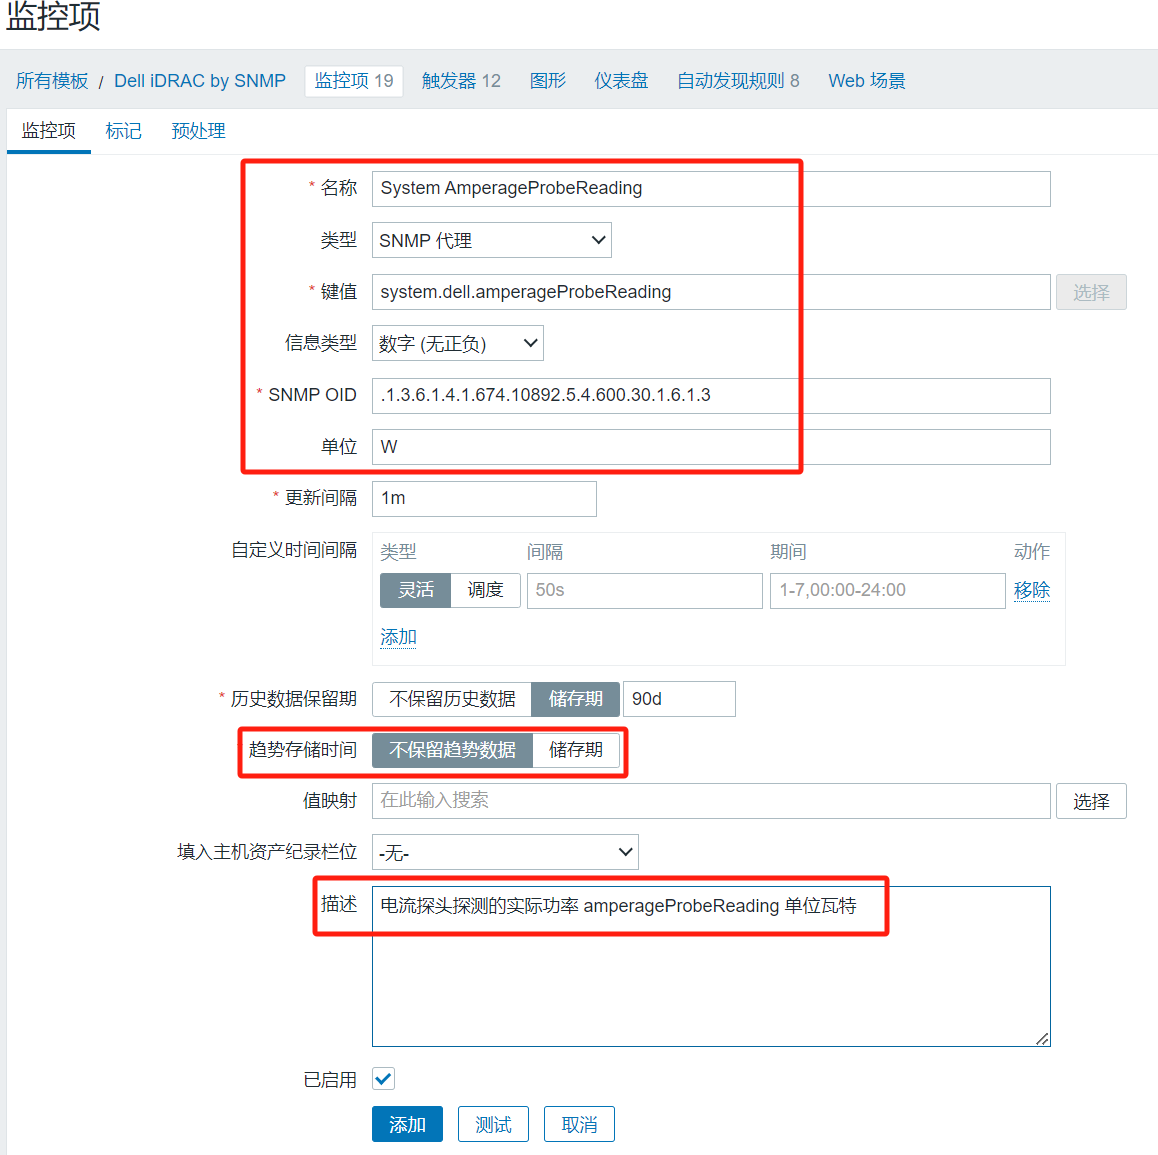 监控项
所有模板 / Dell iDRAC by SNMP 监控项 19 触发器 12 图形 仪表盘 自动发现规则 8 Web 场景
监控项 标记 预处理
* 名称 System AmperageProbeReading
类型 SNMP 代理
* 键值 system.dell.amperageProbeReading 选择
信息类型 数字 (无正负)
* SNMP OID .1.3.6.1.4.1.674.10892.5.4.600.30.1.6.1.3
单位 W
* 更新间隔 1m
自定义时间间隔 类型 间隔 期间 动作
灵活 调度 50s 1-7,00:00-24:00 移除
添加
* 历史数据保留期 不保留历史数据 储存期 90d
趋势存储时间 不保留趋势数据 储存期
值映射 在此输入搜索 选择
填入主机资产纪录栏位 -无-
描述 电流探头探测的实际功率 amperageProbeReading 单位瓦特
已启用
添加 测试 取消